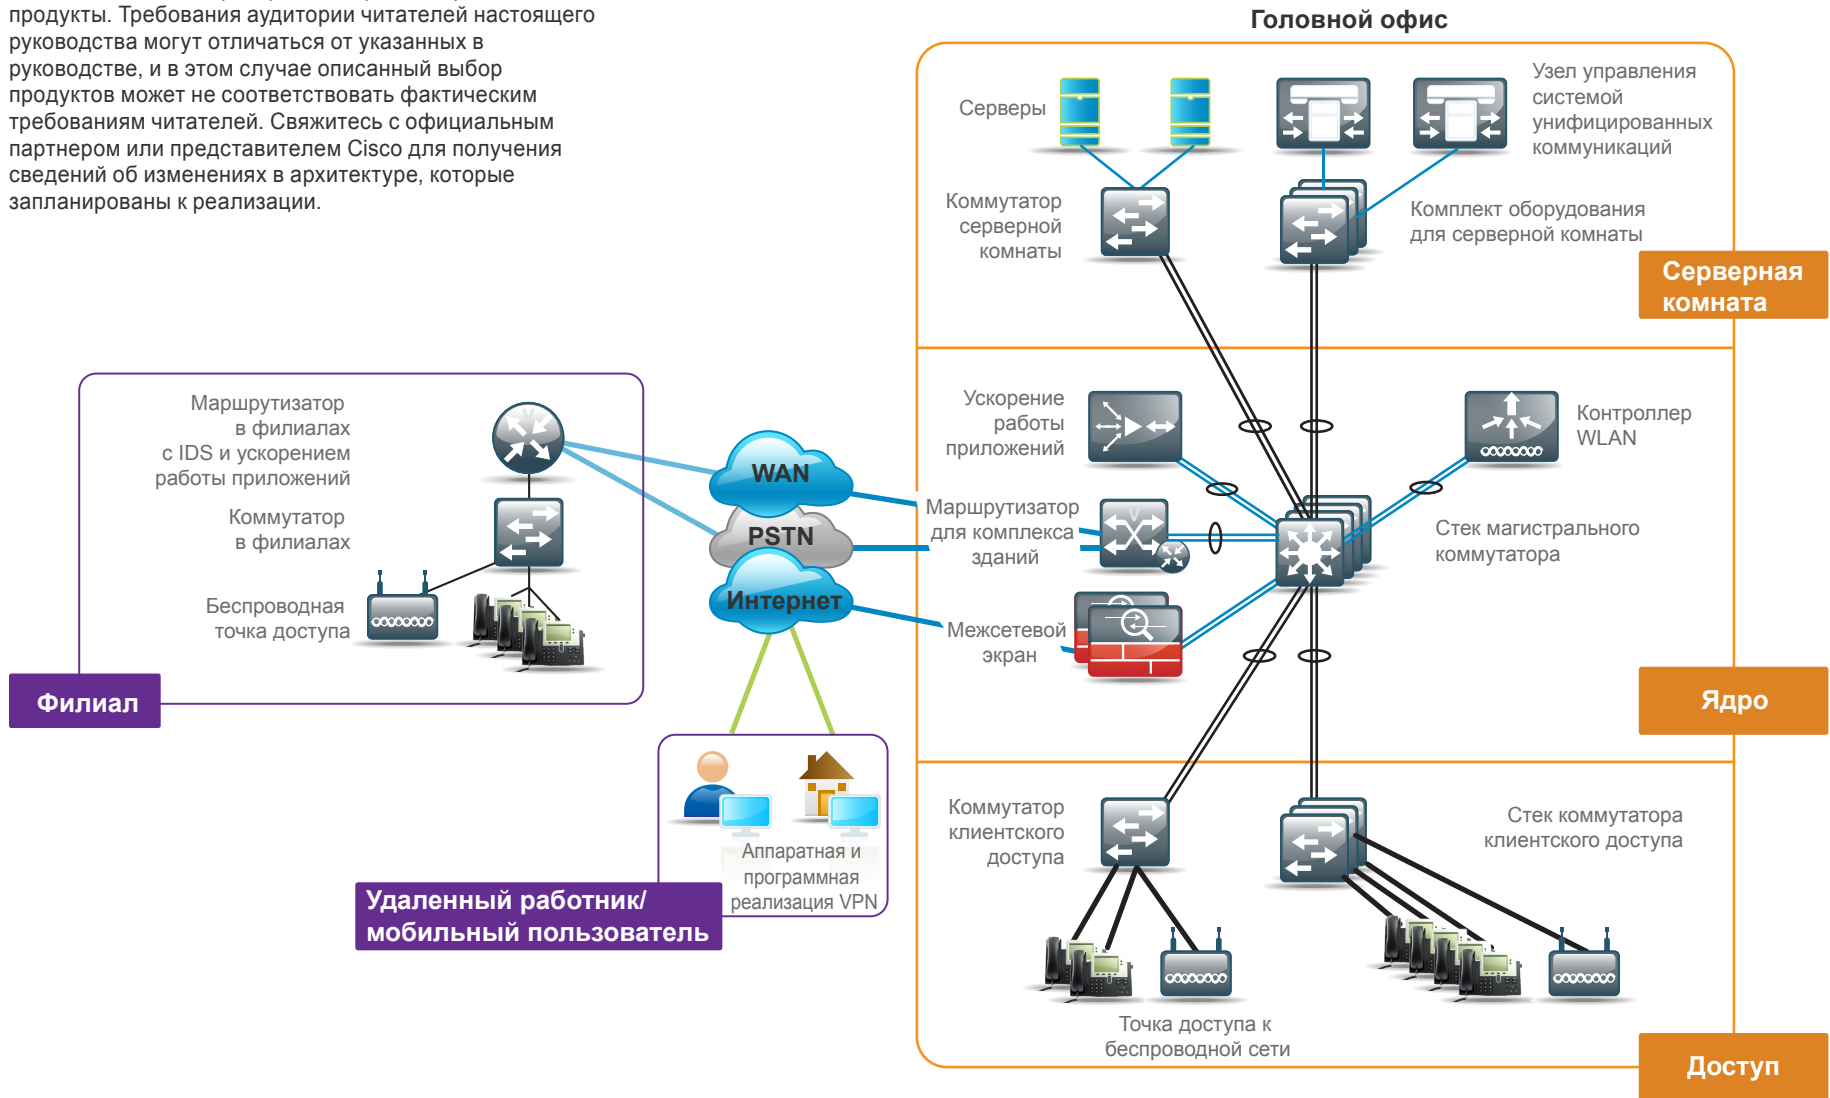 продукты. Требования аудитории читателей настоящего
руководства могут отличаться от указанных в
руководстве, и в этом случае описанный выбор
продуктов может не соответствовать фактическим
требованиям читателей. Свяжитесь с официальным
партнером или представителем Cisco для получения
сведений об изменениях в архитектуре, которые
запланированы к реализации.
Головной офис
Серверы
Узел управления
системой
унифицированных
коммуникаций
Коммутатор
серверной
комнаты
Комплект оборудования
для серверной комнаты
Серверная
комната
Маршрутизатор
в филиалах
с IDS и ускорением
работы приложений
Коммутатор
в филиалах
Беспроводная
точка доступа
Филиал
WAN
PSTN
Интернет
Ускорение
работы
приложений
Контроллер
WLAN
Маршрутизатор
для комплекса
зданий
Стек магистрального
коммутатора
Межсетевой
экран
Ядро
Аппаратная и
программная
реализация VPN
Удаленный работник/
мобильный пользователь
Коммутатор
клиентского
доступа
Стек коммутатора
клиентского доступа
Точка доступа к
беспроводной сети
Доступ